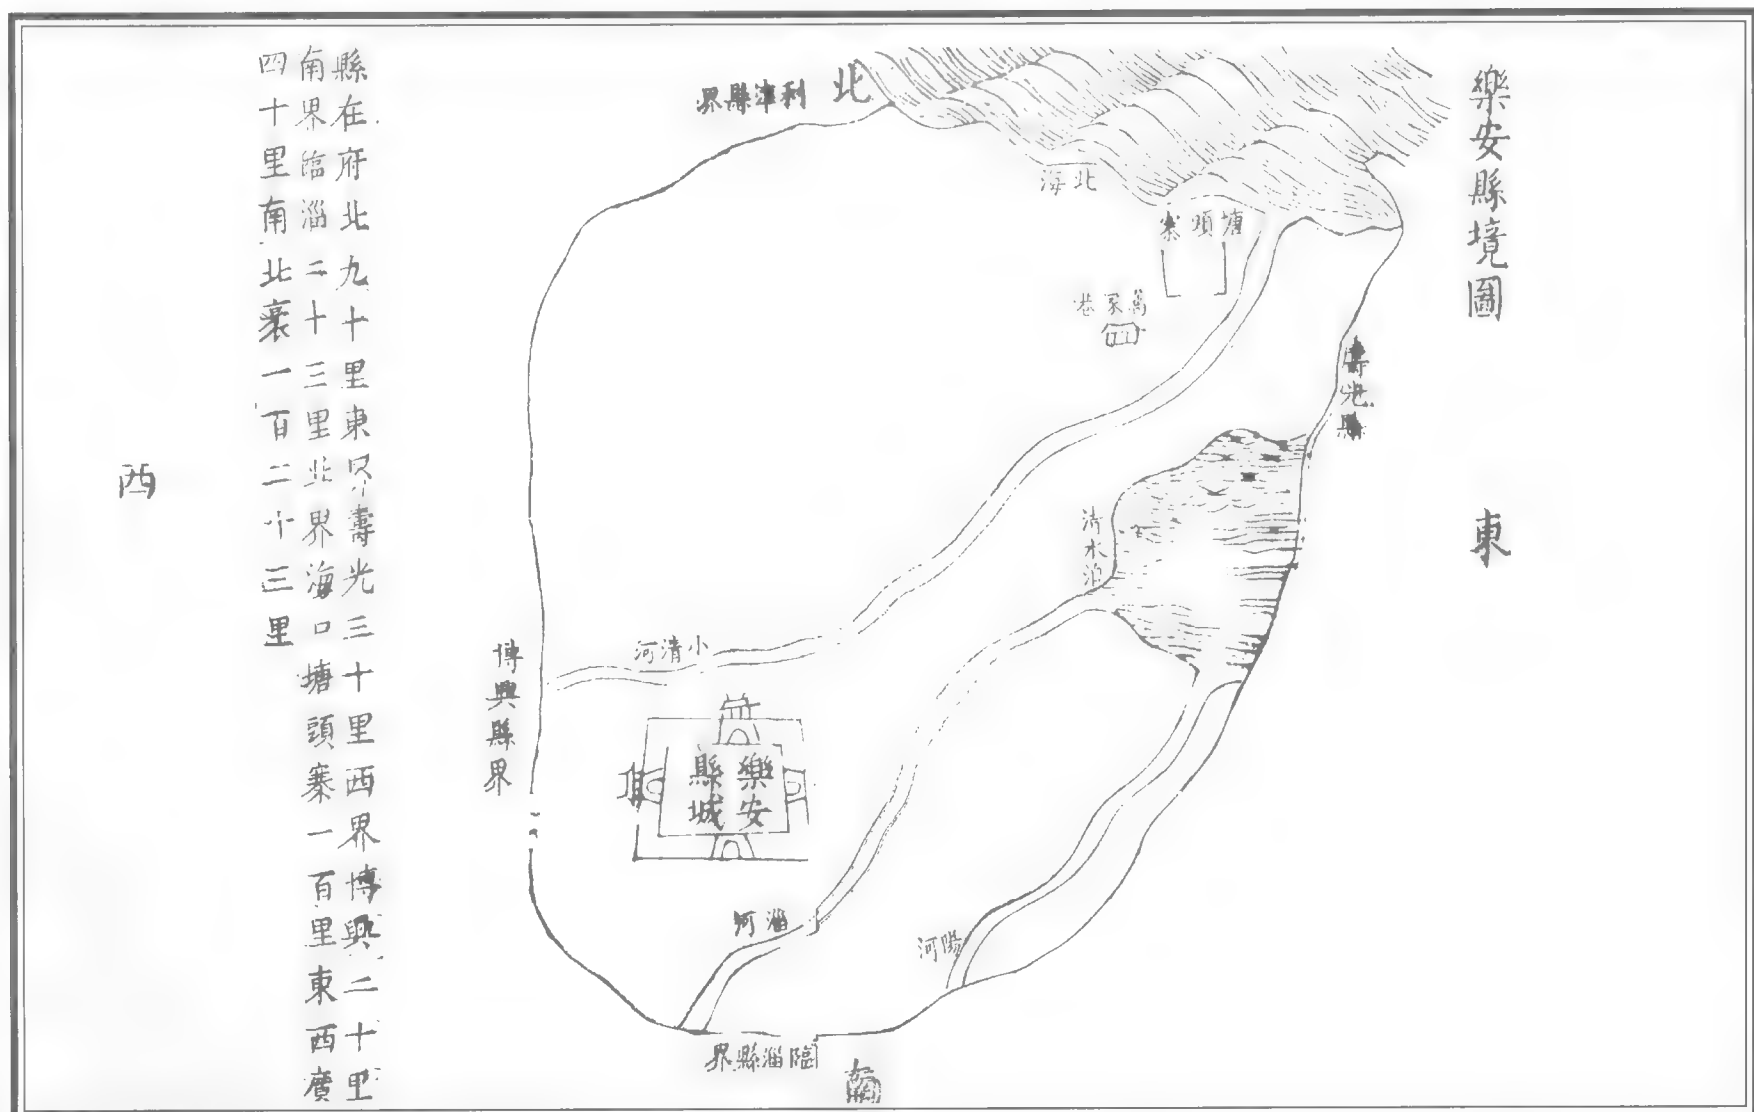 樂安縣境圖
東
壽光縣
北
利津縣界
北海
塘頭寨
萬家巷
清水泊
小清河
樂安
縣城
博興縣界
淄河
陽河
臨淄縣界
南
縣在府北九十里東界壽光三十里西界博興二十里
南界臨淄二十三里北界海口塘頭寨一百里東西廣
四十里南北袤一百二十三里
西